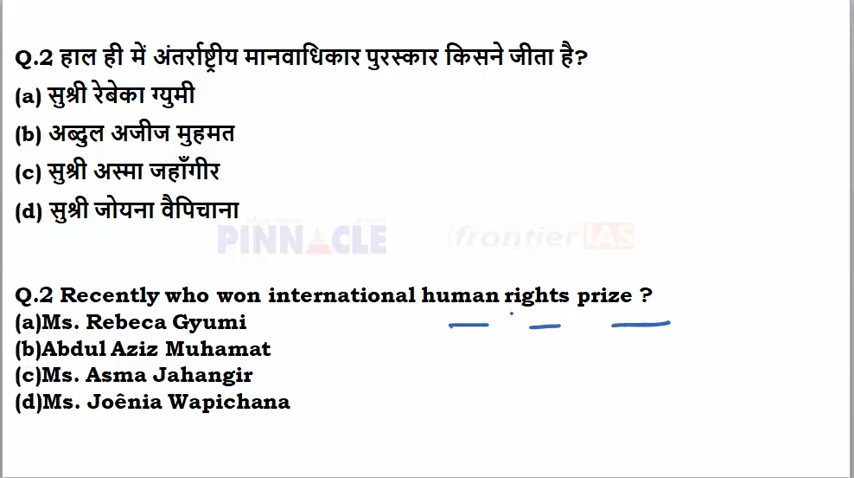 Q.2 हाल ही में अंतर्राष्ट्रीय मानवाधिकार पुरस्कार किसने जीता है?
(a) सुश्री रेबेका ग्युमी
(b) अब्दुल अजीज मुहमत
(c) सुश्री अस्मा जहाँगीर
(d) सुश्री जोयना वैपिचाना
PINNACLE frontier IAS
Q.2 Recently who won international human rights prize ?
(a)Ms. Rebeca Gyumi
(b)Abdul Aziz Muhamat
(c)Ms. Asma Jahangir
(d)Ms. Joênia Wapichana